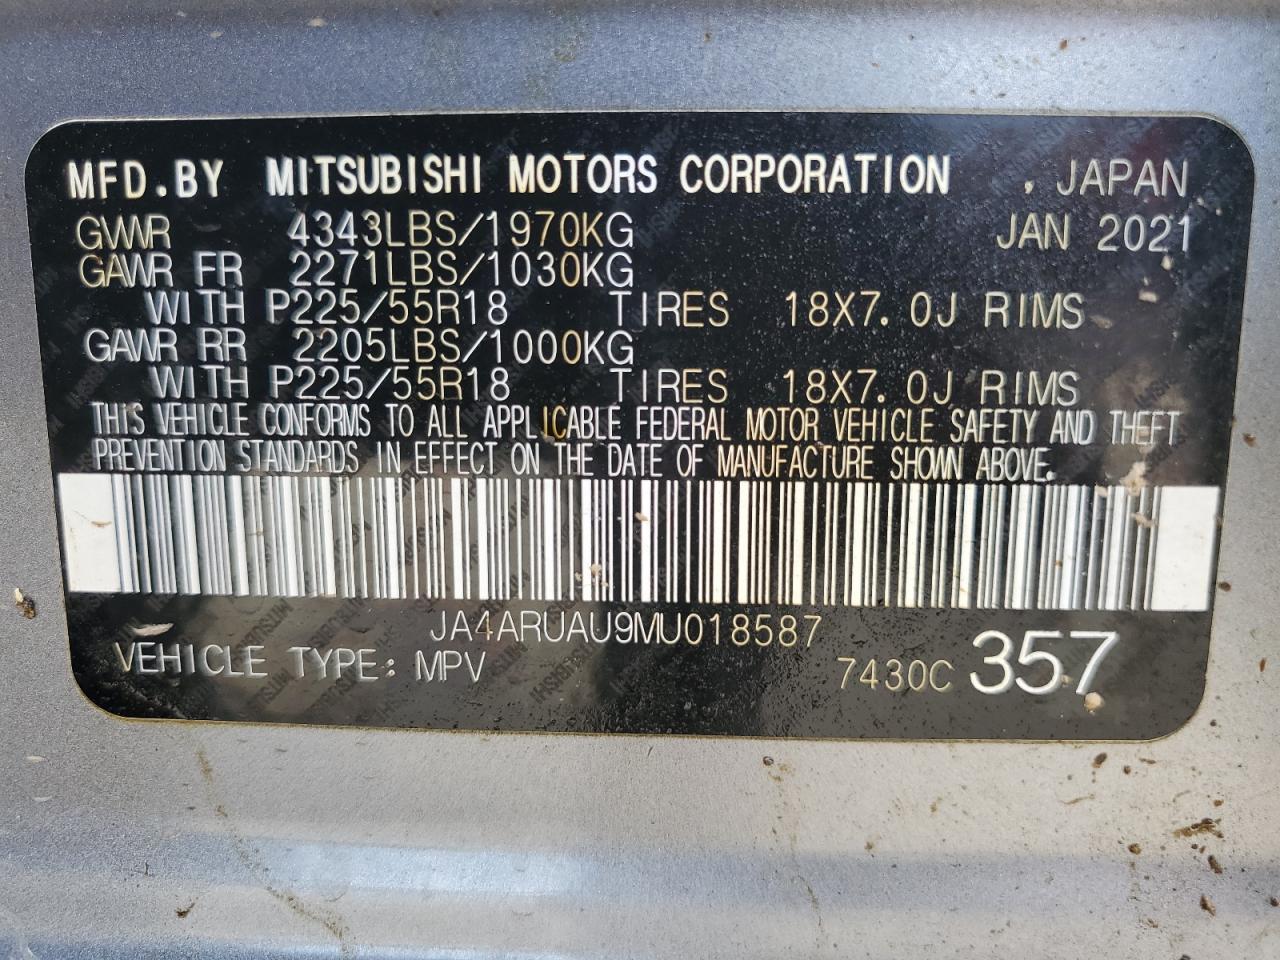 MFD.BY MITSUBISHI MOTORS CORPORATION , JAPAN
GVWR 4343LBS/1970KG JAN 2021
GAWR FR 2271LBS/1030KG
WITH P225/55R18 TIRES 18X7.0J RIMS
GAWR RR 2205LBS/1000KG
WITH P225/55R18 TIRES 18X7.0J RIMS
THIS VEHICLE CONFORMS TO ALL APPLICABLE FEDERAL MOTOR VEHICLE SAFETY AND THEFT
PREVENTION STANDARDS IN EFFECT ON THE DATE OF MANUFACTURE SHOWN ABOVE.
JA4ARUAU9MU018587
VEHICLE TYPE: MPV 7430C 357